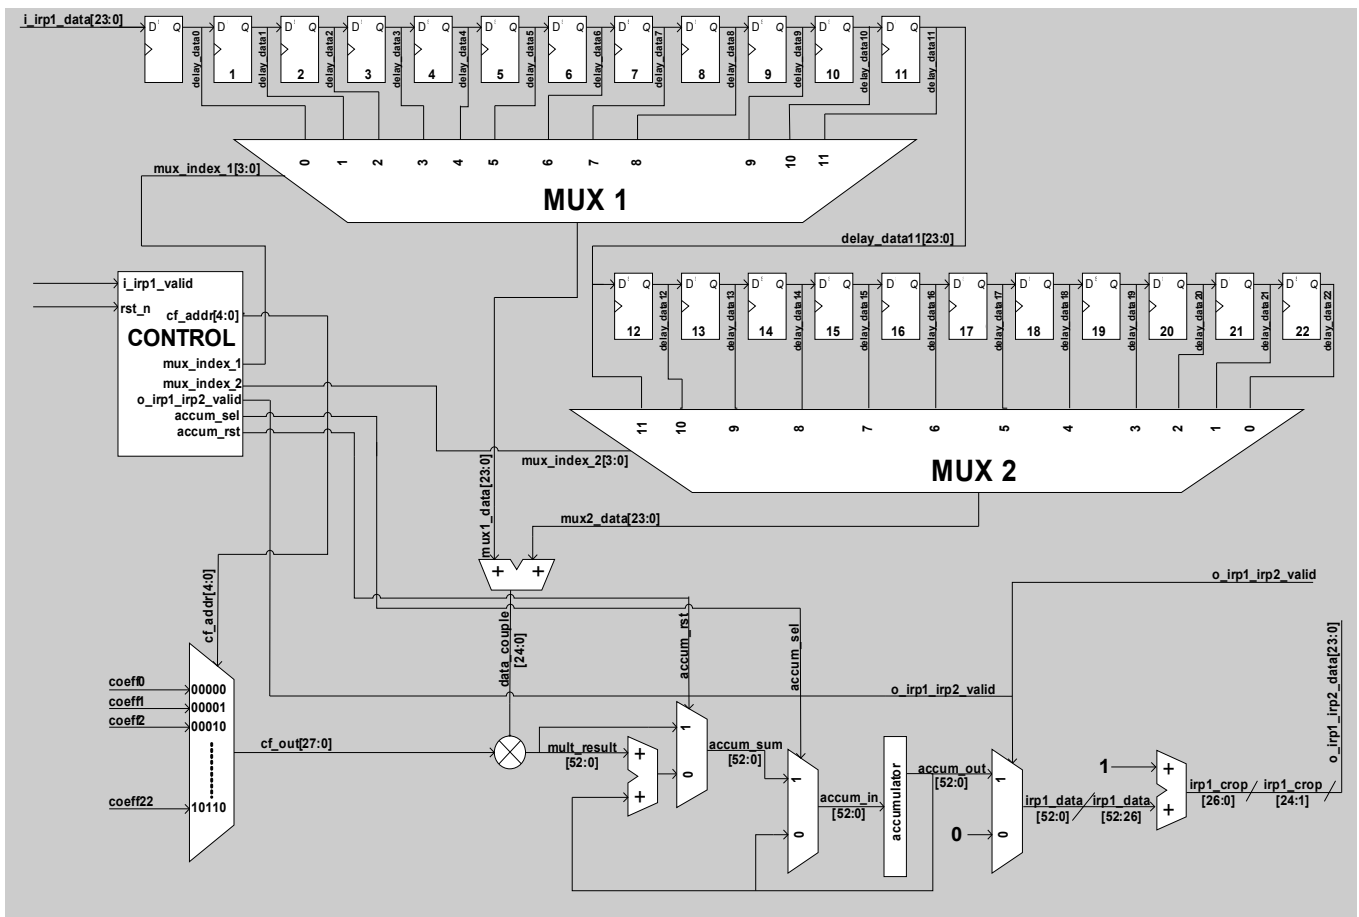 i_irp1_data[23:0]
D Q D Q D Q D Q D Q D Q D Q D Q D Q D Q D Q D Q
1 2 3 4 5 6 7 8 9 10 11
delay_data0 delay_data1 delay_data2 delay_data3 delay_data4 delay_data5 delay_data6 delay_data7 delay_data8 delay_data9 delay_data10 delay_data11
0 1 2 3 4 5 6 7 8 9 10 11
mux_index_1[3:0]
MUX 1
delay_data11[23:0]
i_irp1_valid
rst_n
cf_addr[4:0]
CONTROL
mux_index_1
mux_index_2
o_irp1_irp2_valid
accum_sel
accum_rst
D Q D Q D Q D Q D Q D Q D Q D Q D Q D Q D Q
12 13 14 15 16 17 18 19 20 21 22
delay_data12 delay_data13 delay_data14 delay_data15 delay_data16 delay_data17 delay_data18 delay_data19 delay_data20 delay_data21 delay_data22
11 10 9 8 7 6 5 4 3 2 1 0
mux_index_2[3:0]
MUX 2
mux1_data[23:0]
mux2_data[23:0]
+ +
cf_addr[4:0]
data_couple
[24:0]
accum_rst
accum_sel
o_irp1_irp2_valid
o_irp1_irp2_data[23:0]
o_irp1_irp2_valid
coeff0
00000
coeff1
00001
coeff2
00010
coeff22
10110
cf_out[27:0]
mult_result
[52:0]
+
+
1
0
accum_sum
[52:0]
1
0
accum_in
[52:0]
accumulator
accum_out
[52:0]
1
0
0
irp1_data
[52:0]
irp1_data
[52:26]
1
+
+
irp1_crop
[26:0]
irp1_crop
[24:1]